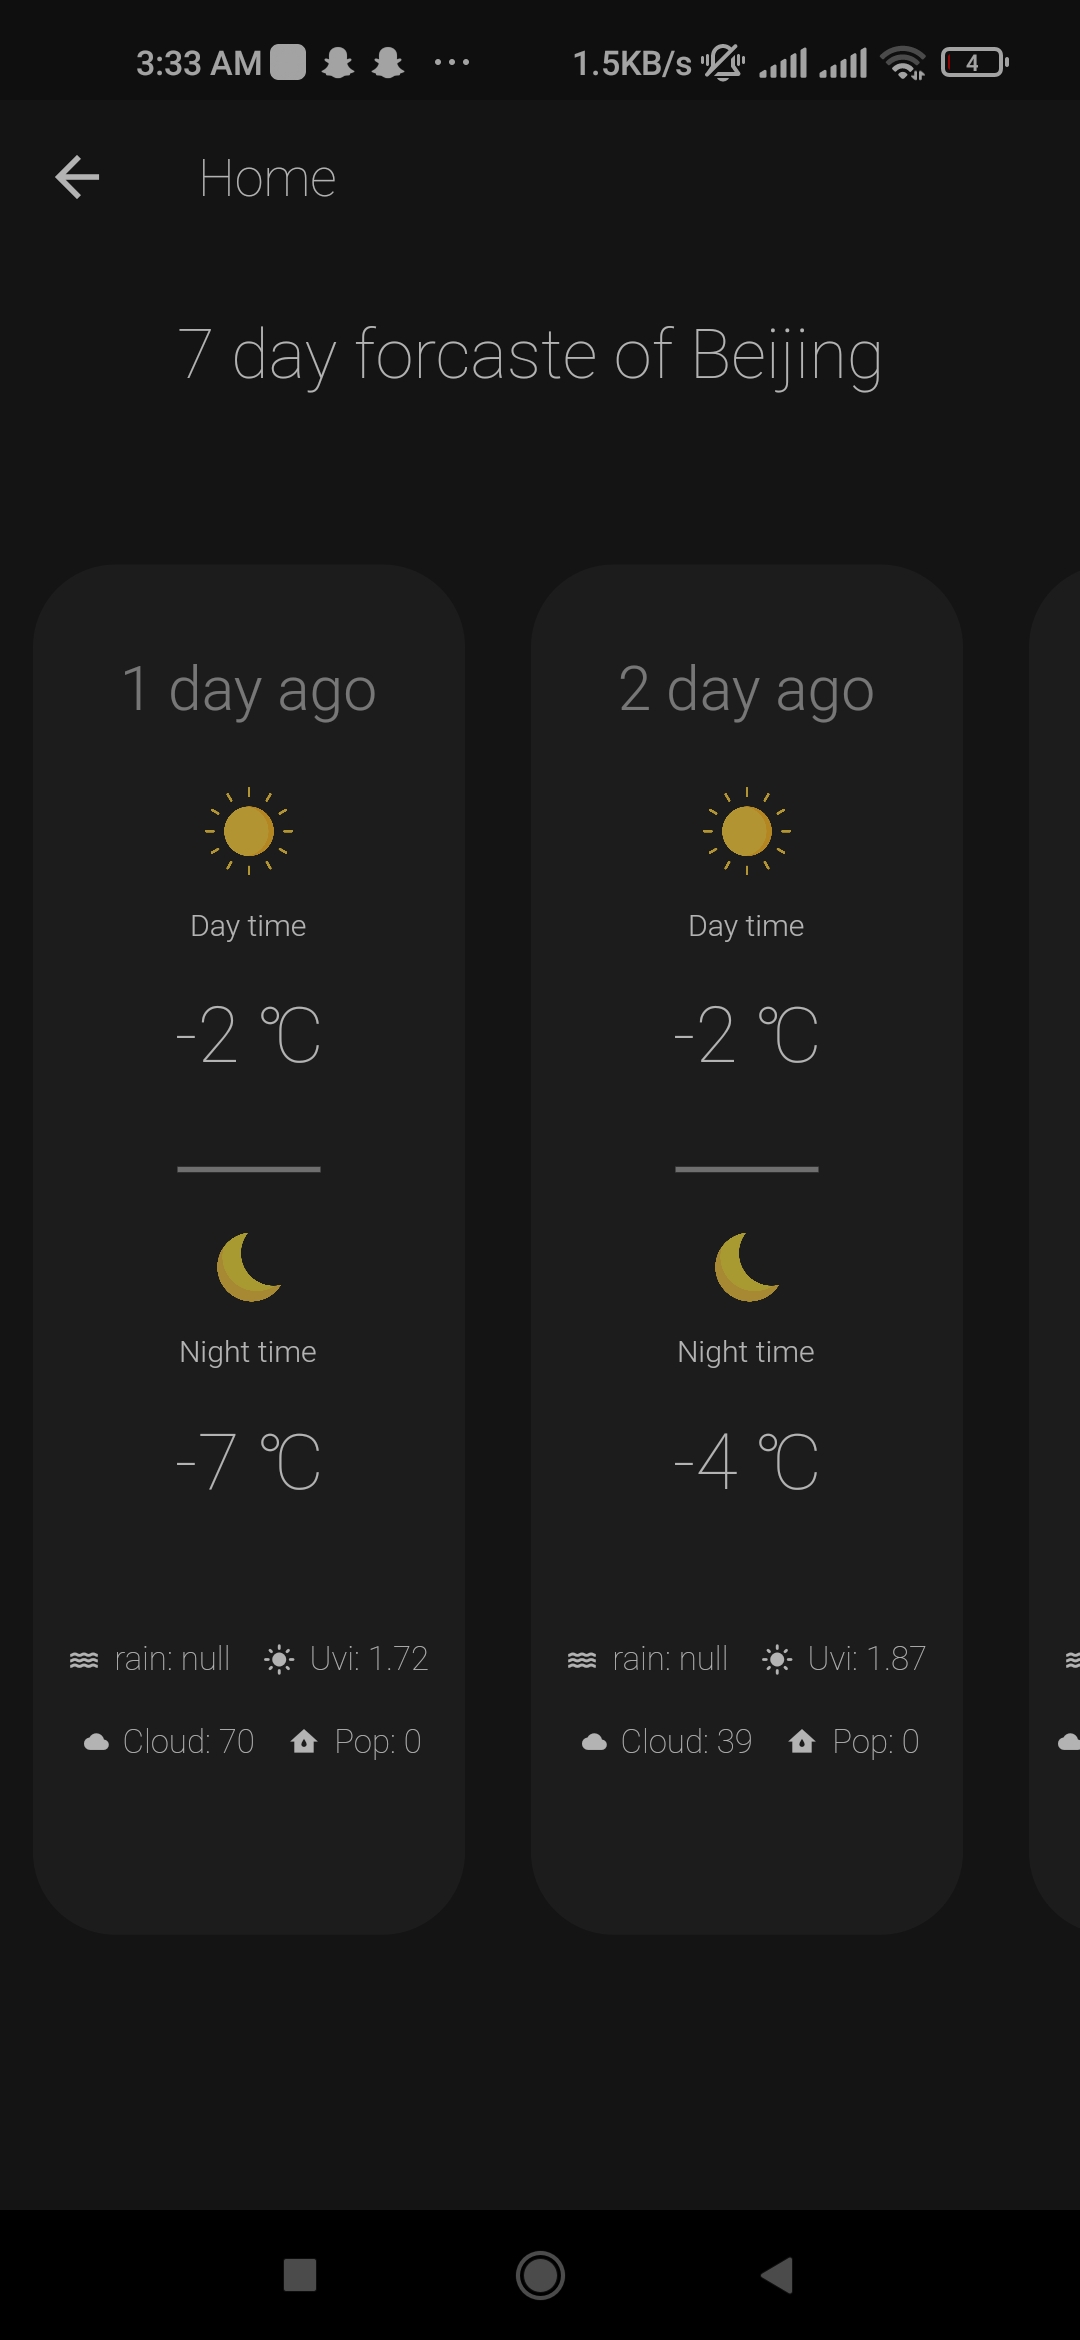 3:33 AM 1.5KB/s 4
Home
7 day forcaste of Beijing
1 day ago
Day time
-2 °C
Night time
-7 °C
rain: null Uvi: 1.72
Cloud: 70 Pop: 0
2 day ago
Day time
-2 °C
Night time
-4 °C
rain: null Uvi: 1.87
Cloud: 39 Pop: 0